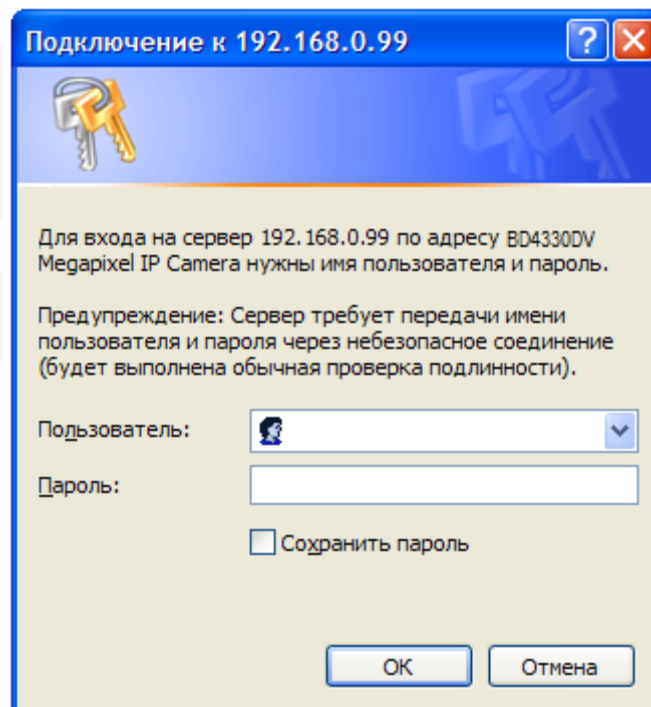 Подключение к 192.168.0.99
Для входа на сервер 192.168.0.99 по адресу BD4330DV
Megapixel IP Camera нужны имя пользователя и пароль.
Предупреждение: Сервер требует передачи имени
пользователя и пароля через небезопасное соединение
(будет выполнена обычная проверка подлинности).
Пользователь:
Пароль:
Сохранить пароль
ОК
Отмена